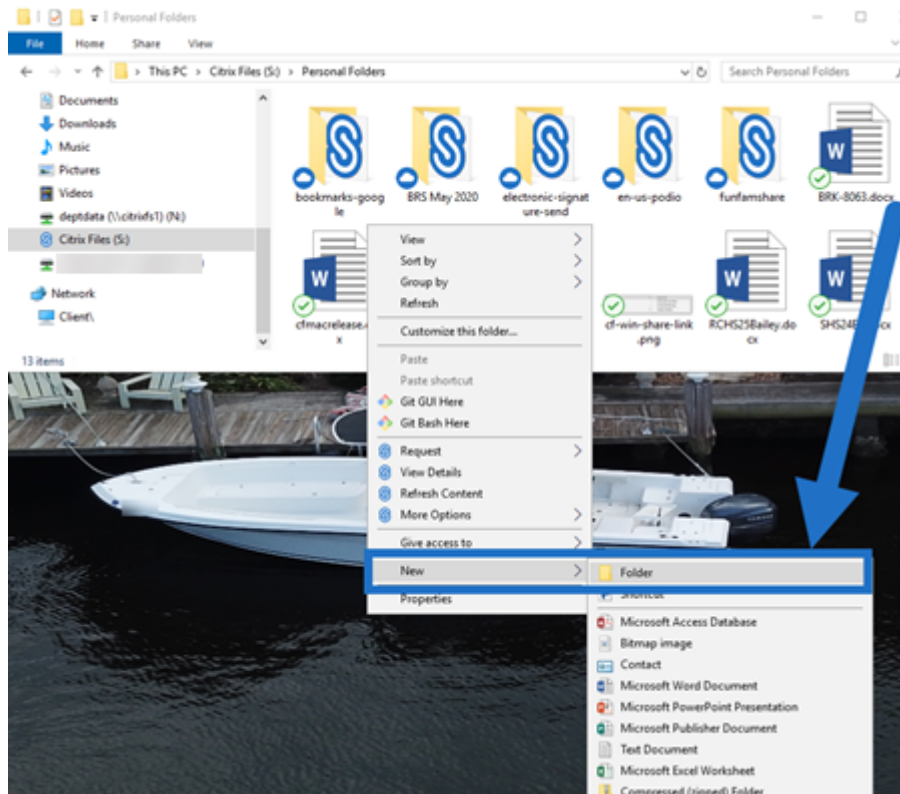 Personal Folders
File Home Share View
This PC > Citrix Files (S:) > Personal Folders
Search Personal Folders
Documents
Downloads
Music
Pictures
Videos
deptdata (\\citrixfs1) (N:)
Citrix Files (S:)
Network
Client\
bookmarks-goog
le
BRS May 2020
electronic-signat
ure-send
en-us-podio
funfamshare
BRK-8063.docx
cfmacrelease.
x
cf-win-share-link
.png
RCHS25Bailey.do
cx
13 items
View
Sort by
Group by
Refresh
Customize this folder...
Paste
Paste shortcut
Git GUI Here
Git Bash Here
Request
View Details
Refresh Content
More Options
Give access to
New
Properties
Folder
Shortcut
Microsoft Access Database
Bitmap image
Contact
Microsoft Word Document
Microsoft PowerPoint Presentation
Microsoft Publisher Document
Text Document
Microsoft Excel Worksheet
Compressed (zipped) Folder